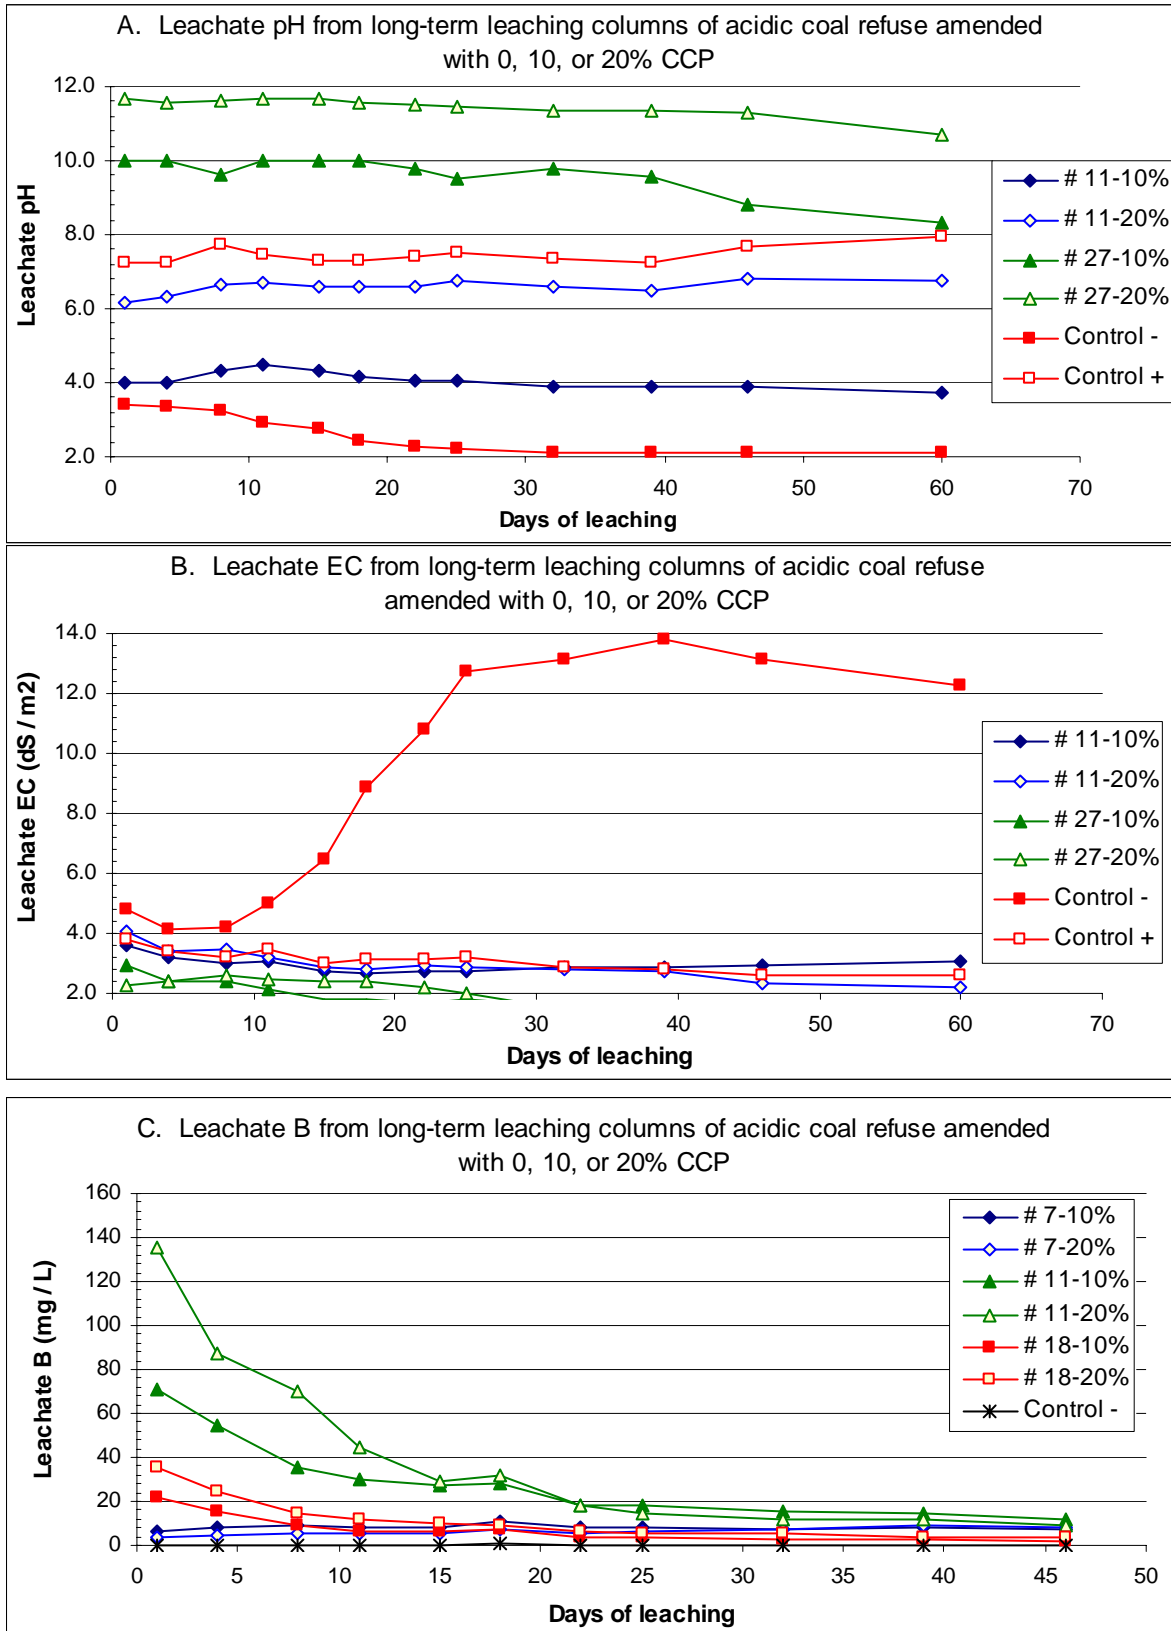 A. Leachate pH from long-term leaching columns of acidic coal refuse amended
with 0, 10, or 20% CCP
12.0
10.0
8.0
6.0
4.0
2.0
Leachate pH
0 10 20 30 40 50 60 70
Days of leaching
# 11-10%
# 11-20%
# 27-10%
# 27-20%
Control -
Control +
B. Leachate EC from long-term leaching columns of acidic coal refuse
amended with 0, 10, or 20% CCP
14.0
12.0
10.0
8.0
6.0
4.0
2.0
Leachate EC (dS / m2)
0 10 20 30 40 50 60 70
Days of leaching
# 11-10%
# 11-20%
# 27-10%
# 27-20%
Control -
Control +
C. Leachate B from long-term leaching columns of acidic coal refuse amended
with 0, 10, or 20% CCP
160
140
120
100
80
60
40
20
0
Leachate B (mg / L)
0 5 10 15 20 25 30 35 40 45 50
Days of leaching
# 7-10%
# 7-20%
# 11-10%
# 11-20%
# 18-10%
# 18-20%
Control -